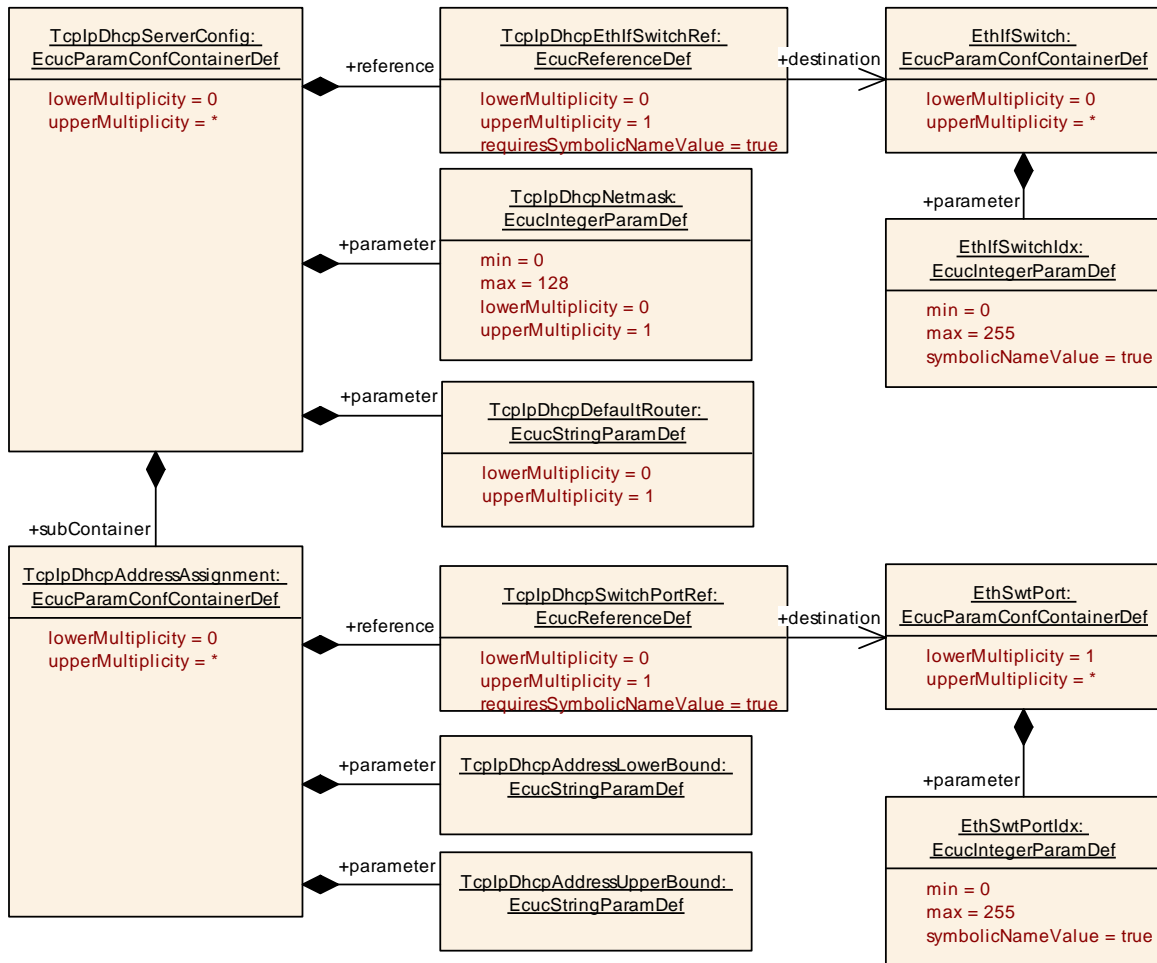 TcpIpDhcpServerConfig:
EcucParamConfContainerDef
lowerMultiplicity = 0
upperMultiplicity = *
+reference
TcpIpDhcpEthIfSwitchRef:
EcucReferenceDef
lowerMultiplicity = 0
upperMultiplicity = 1
requiresSymbolicNameValue = true
+destination
EthIfSwitch:
EcucParamConfContainerDef
lowerMultiplicity = 0
upperMultiplicity = *
+parameter
TcpIpDhcpNetmask:
EcucIntegerParamDef
min = 0
max = 128
lowerMultiplicity = 0
upperMultiplicity = 1
+parameter
EthIfSwitchIdx:
EcucIntegerParamDef
min = 0
max = 255
symbolicNameValue = true
+parameter
TcpIpDhcpDefaultRouter:
EcucStringParamDef
lowerMultiplicity = 0
upperMultiplicity = 1
+subContainer
TcpIpDhcpAddressAssignment:
EcucParamConfContainerDef
lowerMultiplicity = 0
upperMultiplicity = *
+reference
TcpIpDhcpSwitchPortRef:
EcucReferenceDef
lowerMultiplicity = 0
upperMultiplicity = 1
requiresSymbolicNameValue = true
+destination
EthSwtPort:
EcucParamConfContainerDef
lowerMultiplicity = 1
upperMultiplicity = *
+parameter
TcpIpDhcpAddressLowerBound:
EcucStringParamDef
+parameter
EthSwtPortIdx:
EcucIntegerParamDef
min = 0
max = 255
symbolicNameValue = true
+parameter
TcpIpDhcpAddressUpperBound:
EcucStringParamDef